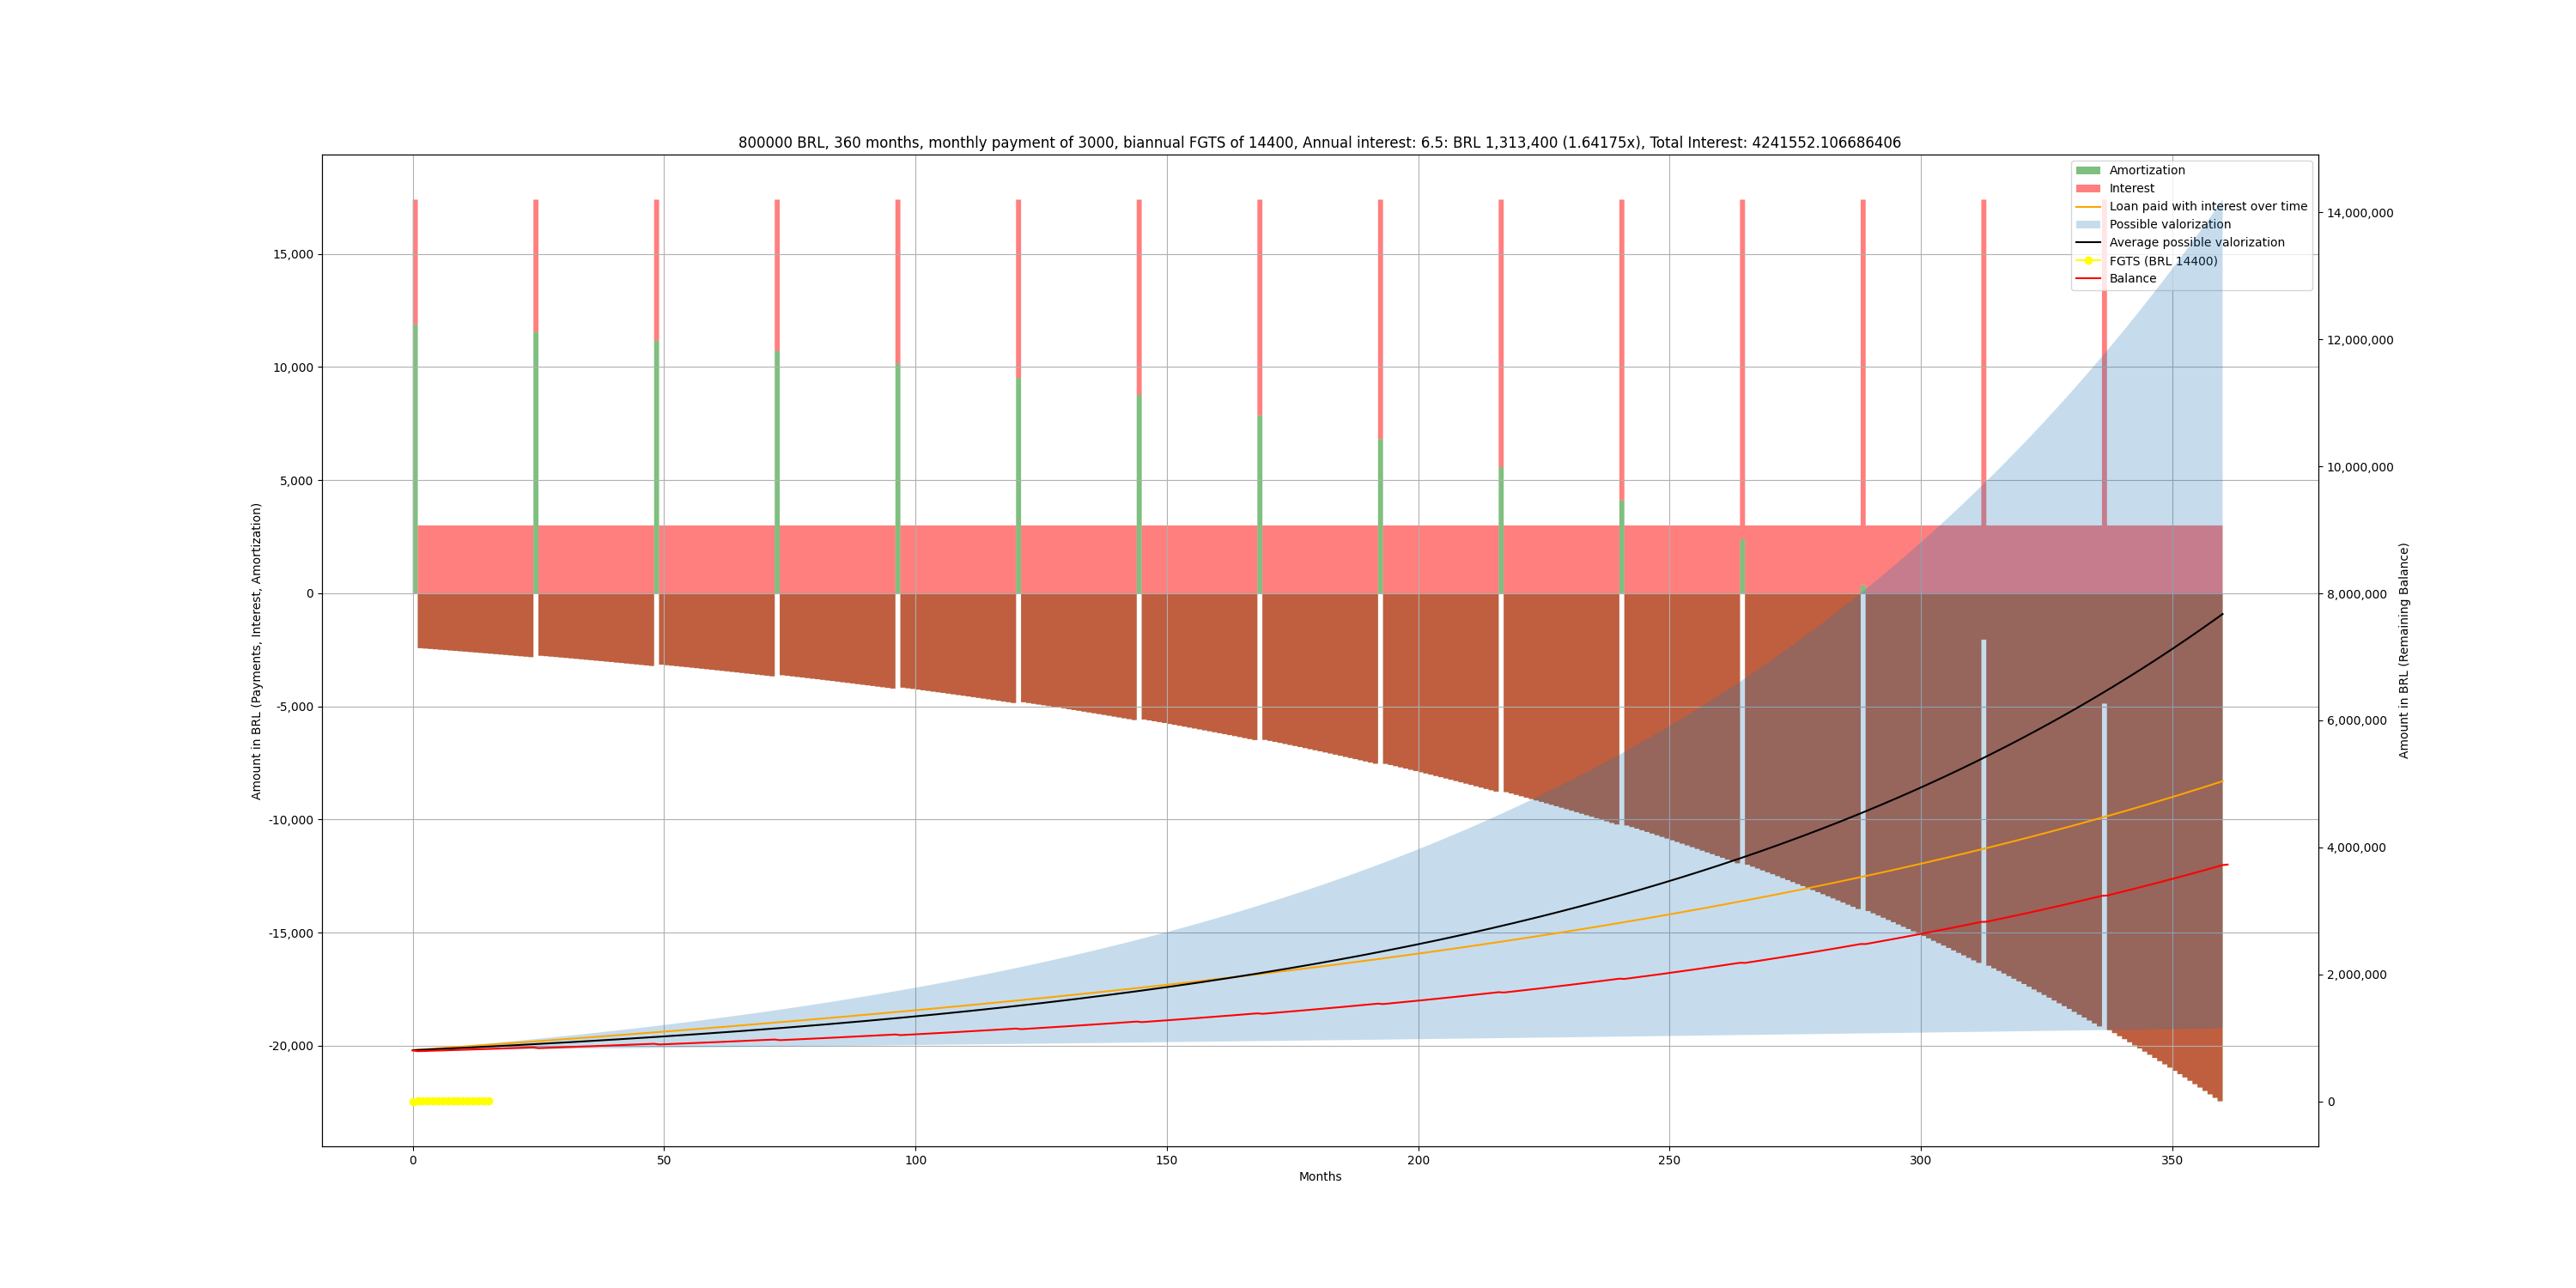 800000 BRL, 360 months, monthly payment of 3000, biannual FGTS of 14400, Annual interest: 6.5: BRL 1,313,400 (1.64175x), Total Interest: 4241552.106686406
Amortization
Interest
Loan paid with interest over time
Possible valorization
Average possible valorization
FGTS (BRL 14400)
Balance
Amount in BRL (Payments, Interest, Amortization)
15,000
10,000
5,000
0
-5,000
-10,000
-15,000
-20,000
14,000,000
12,000,000
10,000,000
8,000,000
6,000,000
4,000,000
2,000,000
0
Amount in BRL (Remaining Balance)
0
50
100
150
200
250
300
350
Months